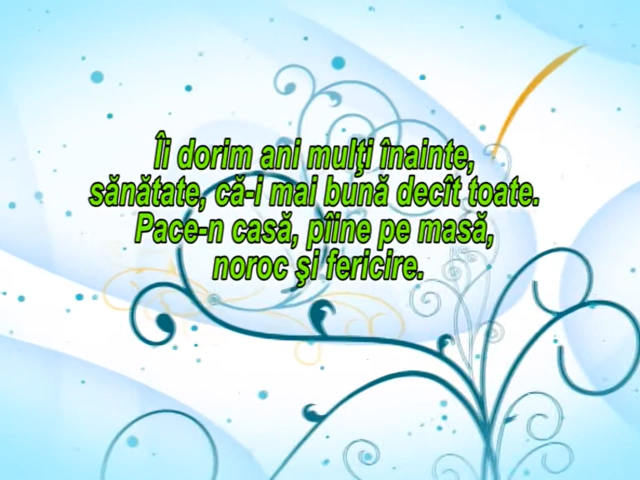 Îi dorim ani mulţi înainte,
sănătate, că-i mai bună decît toate.
Pace-n casă, pîine pe masă,
noroc şi fericire.